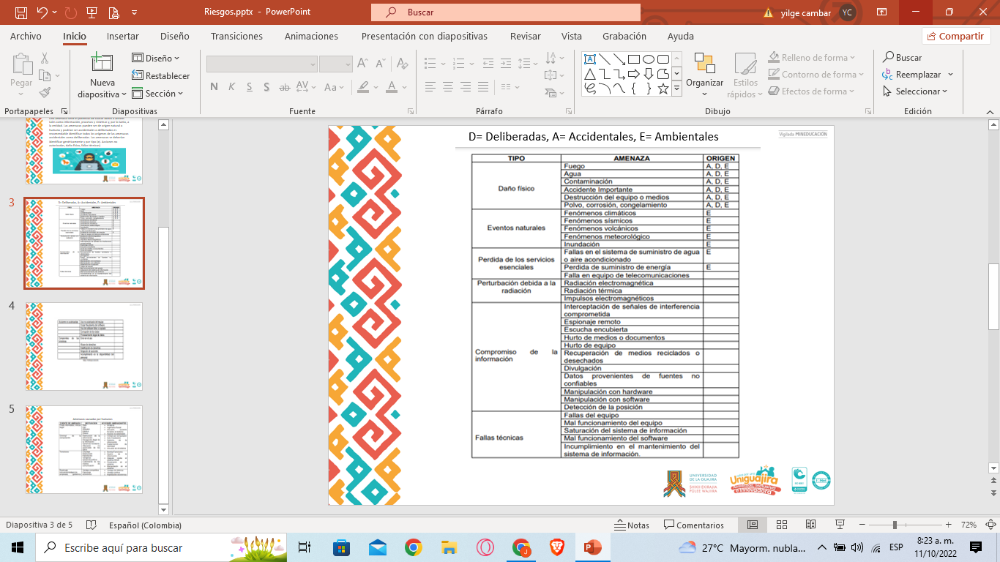 Riesgos.pptx - PowerPoint
Buscar
yilge cambar
YC
Archivo
Inicio
Insertar
Diseño
Transiciones
Animaciones
Presentación con diapositivas
Revisar
Vista
Grabación
Ayuda
Compartir
Pegar
Nueva
diapositiva
Diseño
Restablecer
Sección
Organizar
Estilos
rápidos
Relleno de forma
Contorno de forma
Efectos de forma
Buscar
Reemplazar
Seleccionar
Portapapeles
Diapositivas
Fuente
Párrafo
Dibujo
Edición
3
4
5
D= Deliberadas, A= Accidentales, E= Ambientales
Vigilada MINEDUCACIÓN
TIPO AMENAZA ORIGEN
Daño físico
Fuego A, D, E
Agua A, D, E
Contaminación A, D, E
Accidente Importante A, D, E
Destrucción del equipo o medios A, D, E
Polvo, corrosión, congelamiento A, D, E
Eventos naturales
Fenómenos climáticos E
Fenómenos sísmicos E
Fenómenos volcánicos E
Fenómenos meteorológico E
Inundación E
Perdida de los servicios
esenciales
Fallas en el sistema de suministro de agua E
o aire acondicionado
Perdida de suministro de energía E
Falla en equipo de telecomunicaciones
Perturbación debida a la
radiación
Radiación electromagnética
Radiación térmica
Impulsos electromagnéticos
Compromiso de la
información
Interceptación de señales de interferencia
comprometida
Espionaje remoto
Escucha encubierta
Hurto de medios o documentos
Hurto de equipo
Recuperación de medios reciclados o
desechados
Divulgación
Datos provenientes de fuentes no
confiables
Manipulación con hardware
Manipulación con software
Detección de la posición
Fallas técnicas
Fallas del equipo
Mal funcionamiento del equipo
Saturación del sistema de información
Mal funcionamiento del software
Incumplimiento en el mantenimiento del
sistema de información.
UNIVERSIDAD
DE LA GUAJIRA
Uniguajira
Diapositiva 3 de 5
Español (Colombia)
Notas
Comentarios
72%
Escribe aquí para buscar
27°C Mayorm. nubla...
ESP
8:23 a. m.
11/10/2022